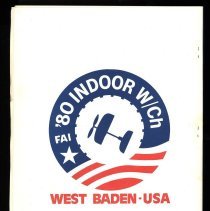 FAI '80 INDOOR W/Ch
WEST BADEN · USA